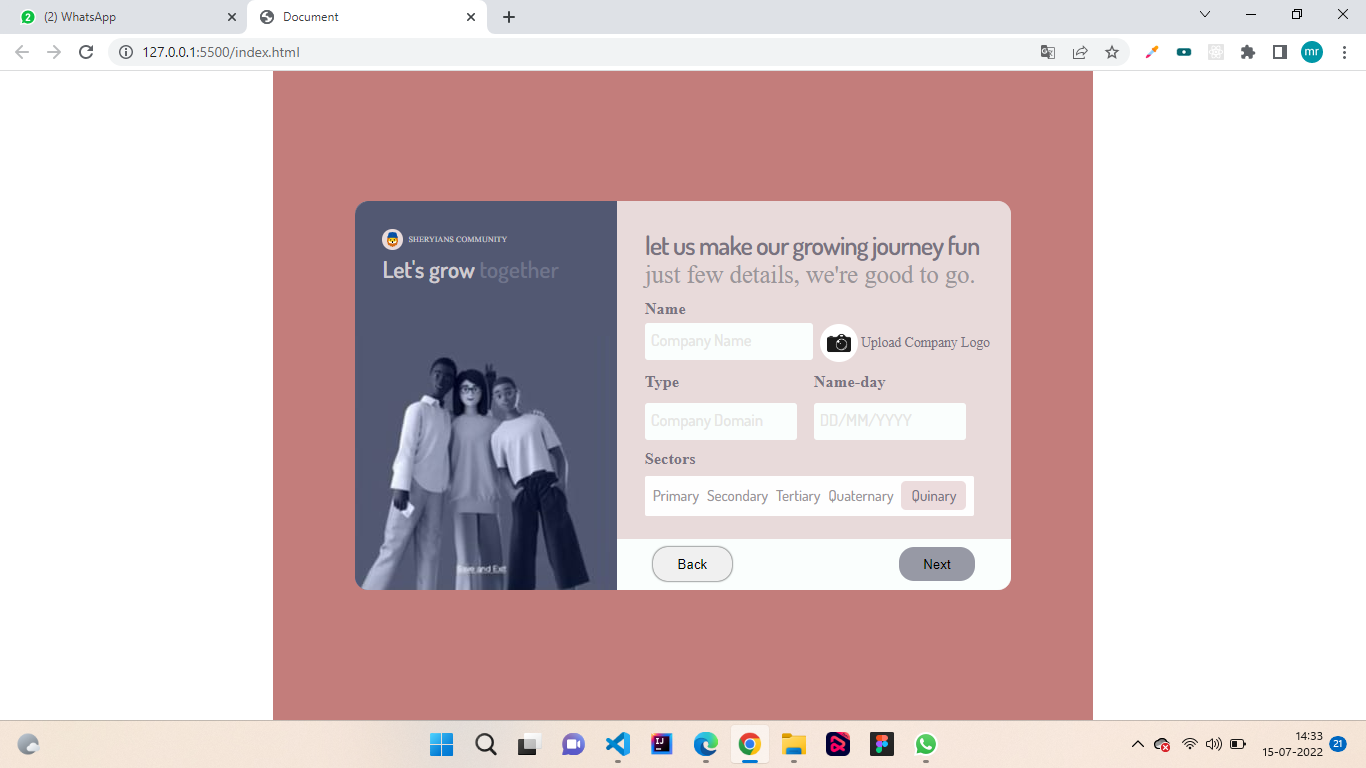 (2) WhatsApp
Document
127.0.0.1:5500/index.html
mr
SHERYIANS COMMUNITY
Let's grow together
let us make our growing journey fun
just few details, we're good to go.
Name
Company Name
Upload Company Logo
Type
Name-day
Company Domain
DD/MM/YYYY
Sectors
Primary Secondary Tertiary Quaternary Quinary
Save and Exit
Back
Next
14:33
15-07-2022
21